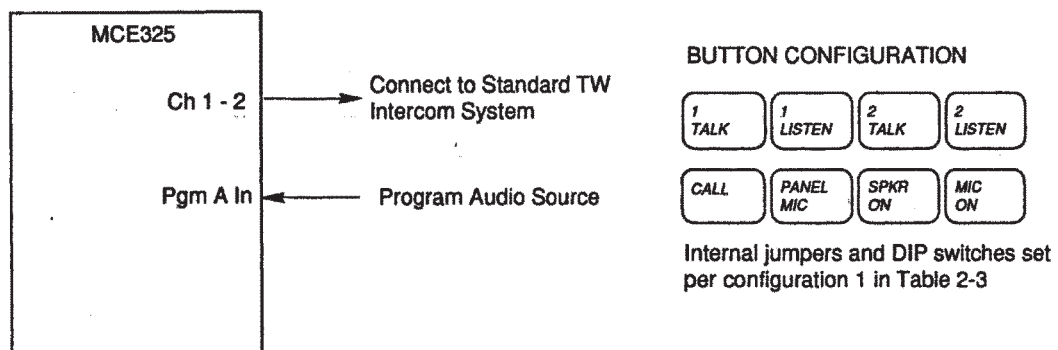 MCE325
Ch 1 - 2
Connect to Standard TW
Intercom System
Pgm A In
Program Audio Source
BUTTON CONFIGURATION
1
TALK
1
LISTEN
2
TALK
2
LISTEN
CALL
PANEL
MIC
SPKR
ON
MIC
ON
Internal jumpers and DIP switches set
per configuration 1 in Table 2-3